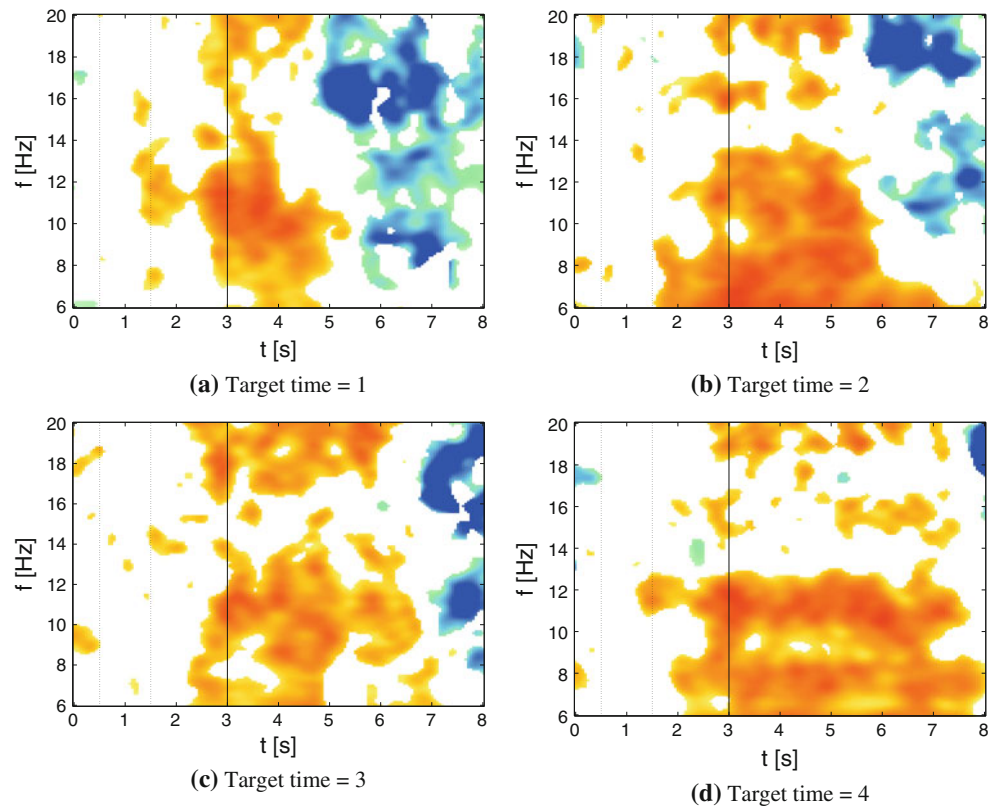 20
18
16
14
12
10
8
6
f [Hz]
0 1 2 3 4 5 6 7 8
t [s]
(a) Target time = 1
20
18
16
14
12
10
8
6
f [Hz]
0 1 2 3 4 5 6 7 8
t [s]
(b) Target time = 2
20
18
16
14
12
10
8
6
f [Hz]
0 1 2 3 4 5 6 7 8
t [s]
(c) Target time = 3
20
18
16
14
12
10
8
6
f [Hz]
0 1 2 3 4 5 6 7 8
t [s]
(d) Target time = 4